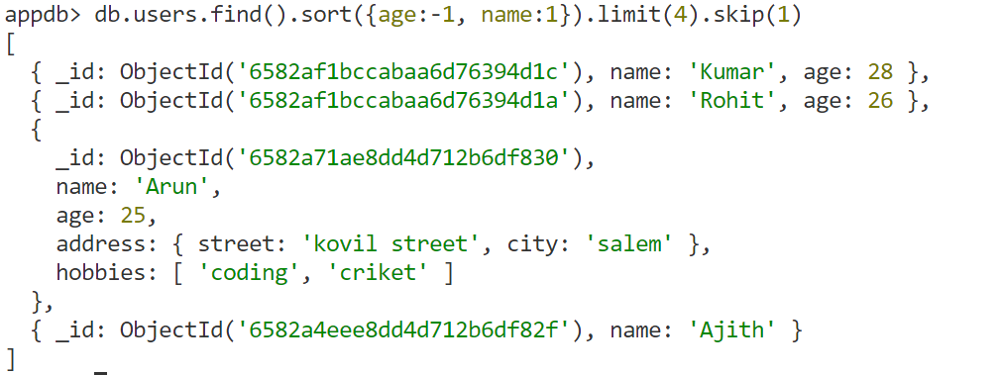 appdb> db.users.find().sort({age:-1, name:1}).limit(4).skip(1)
[
  { _id: ObjectId('6582af1bccabaa6d76394d1c'), name: 'Kumar', age: 28 },
  { _id: ObjectId('6582af1bccabaa6d76394d1a'), name: 'Rohit', age: 26 },
  {
    _id: ObjectId('6582a71ae8dd4d712b6df830'),
    name: 'Arun',
    age: 25,
    address: { street: 'kovil street', city: 'salem' },
    hobbies: [ 'coding', 'criket' ]
  },
  { _id: ObjectId('6582a4eee8dd4d712b6df82f'), name: 'Ajith' }
]